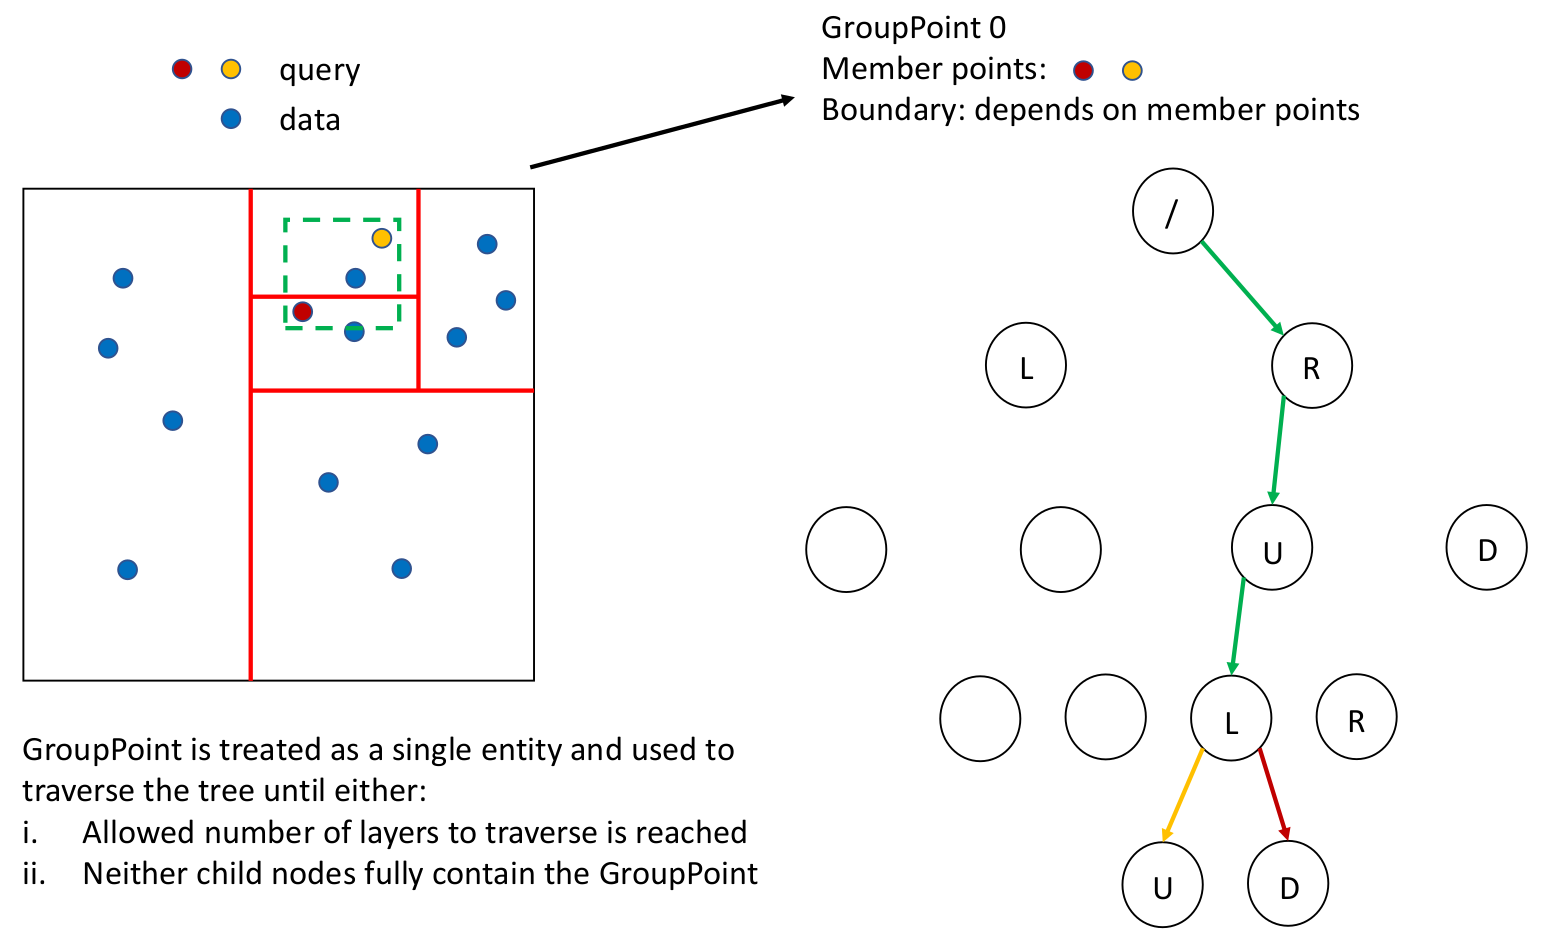 query
data
GroupPoint 0
Member points:
Boundary: depends on member points
/
L
R
U
D
L
R
U
D
GroupPoint is treated as a single entity and used to
traverse the tree until either:
i. Allowed number of layers to traverse is reached
ii. Neither child nodes fully contain the GroupPoint